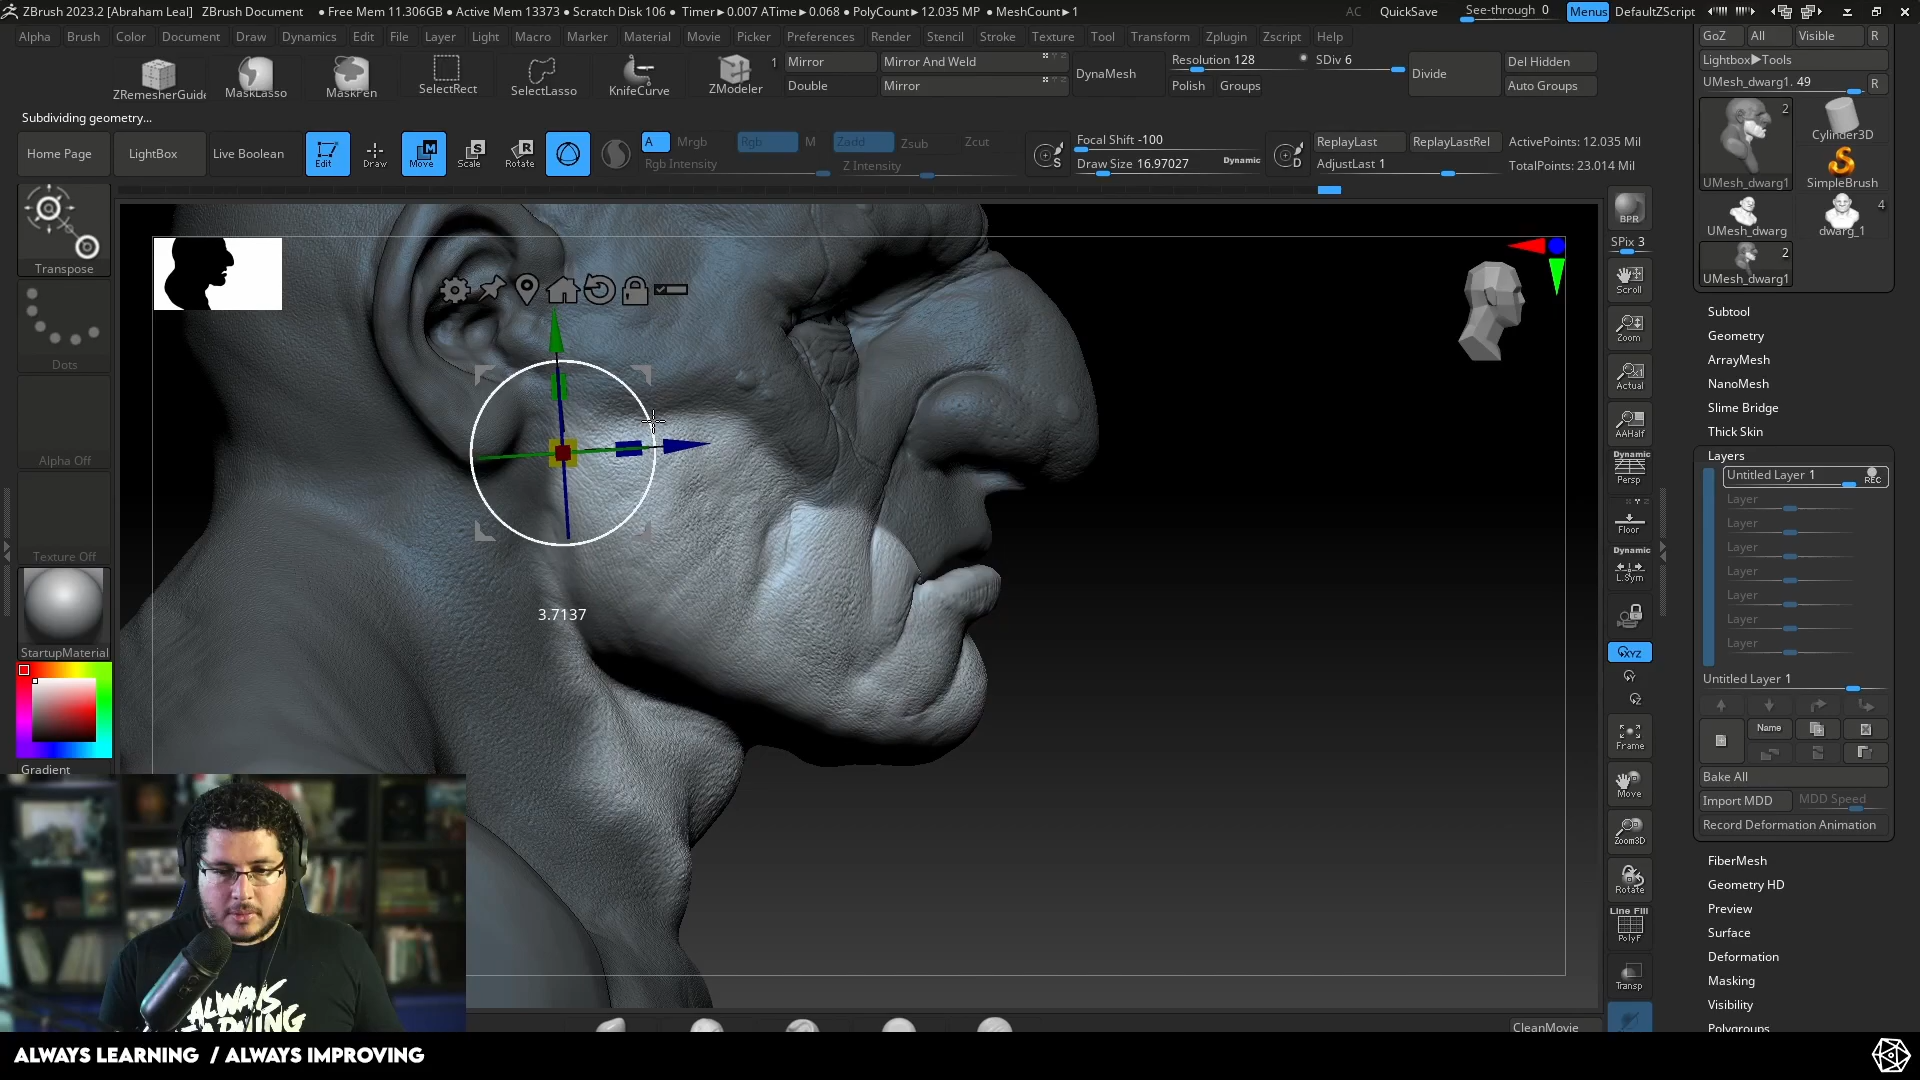 ZBrush 2023.2 [Abraham Leal]   ZBrush Document   ● Free Mem 11.306GB ● Active Mem 13373 ● Scratch Disk 106 ●  Timer►0.007 ATime►0.068 ● PolyCount►12.035 MP  ● MeshCount►1
AC QuickSave See-through 0 Menus DefaultZScript
Alpha Brush Color Document Draw Dynamics Edit File Layer Light Macro Marker Material Movie Picker Preferences Render Stencil Stroke Texture Tool Transform Zplugin Zscript Help
GoZ All Visible R
Lightbox►Tools
UMesh_dwarg1. 49 R
ZRemesherGuide MaskLasso MaskPen SelectRect SelectLasso KnifeCurve ZModeler 1
Mirror Mirror And Weld
Double Mirror
DynaMesh Resolution 128
Polish Groups
SDiv 6 Divide
Del Hidden
Auto Groups
Subdividing geometry...
Home Page LightBox Live Boolean Edit Draw Move Scale Rotate
A Mrgb Rgb M Zadd Zsub Zcut
Rgb Intensity Z Intensity
S Focal Shift -100
Draw Size 16.97027 Dynamic
D ReplayLast ReplayLastRel
AdjustLast 1
ActivePoints: 12.035 Mil
TotalPoints: 23.014 Mil
2
Cylinder3D
UMesh_dwarg1 SimpleBrush
4
UMesh_dwarg dwarg_1
2
UMesh_dwarg1
Transpose
Dots
Alpha Off
Texture Off
StartupMaterial
Gradient
3.7137
BPR
SPix 3
Scroll
Zoom
Actual
AAHalf
Dynamic
Persp
Floor
Dynamic
L.Sym
XYZ
Y
Z
Frame
Move
Zoom3D
Rotate
Line Fill
PolyF
Transp
Subtool
Geometry
ArrayMesh
NanoMesh
Slime Bridge
Thick Skin
Layers
Untitled Layer 1 REC
Layer
Layer
Layer
Layer
Layer
Layer
Layer
Untitled Layer 1
Name
Bake All
Import MDD MDD Speed
Record Deformation Animation
FiberMesh
Geometry HD
Preview
Surface
Deformation
Masking
Visibility
Polygroups
CleanMovie
ALWAYS
LEARNING
ALWAYS LEARNING / ALWAYS IMPROVING